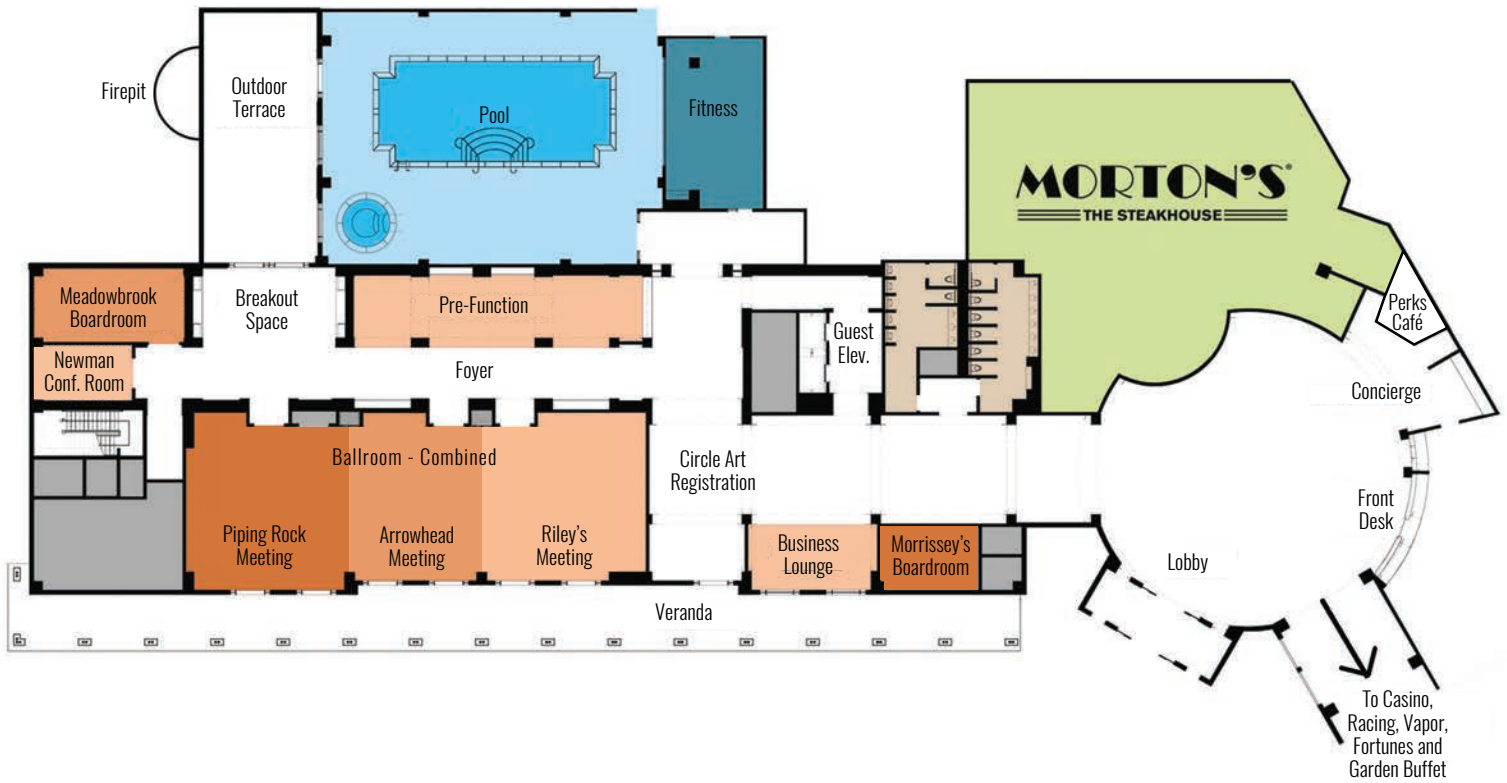 Firepit
Outdoor
Terrace
Pool
Fitness
MORTON'S®
THE STEAKHOUSE
Meadowbrook
Boardroom
Breakout
Space
Pre-Function
Guest
Elev.
Perks
Café
Newman
Conf. Room
Foyer
Concierge
Ballroom - Combined
Circle Art
Registration
Piping Rock
Meeting
Arrowhead
Meeting
Riley's
Meeting
Business
Lounge
Morrissey's
Boardroom
Front
Desk
Lobby
Veranda
To Casino,
Racing, Vapor,
Fortunes and
Garden Buffet